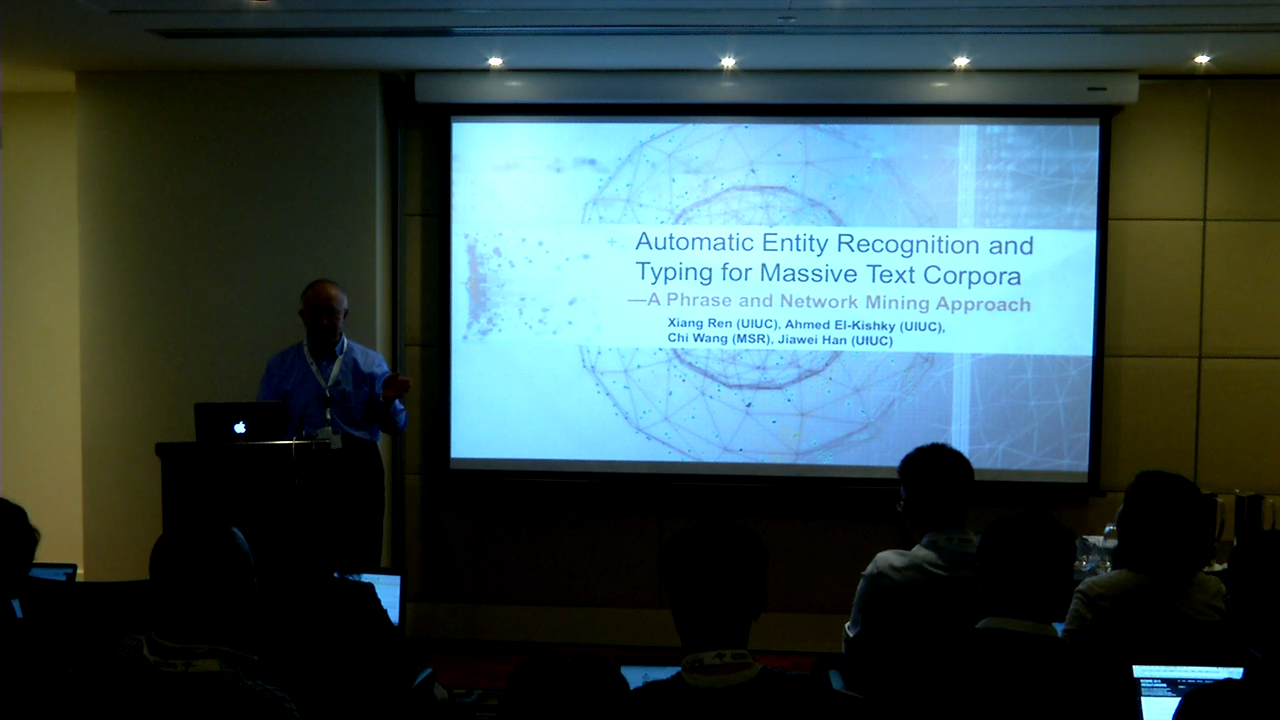 Automatic Entity Recognition and
Typing for Massive Text Corpora
—A Phrase and Network Mining Approach
Xiang Ren (UIUC), Ahmed El-Kishky (UIUC),
Chi Wang (MSR), Jiawei Han (UIUC)